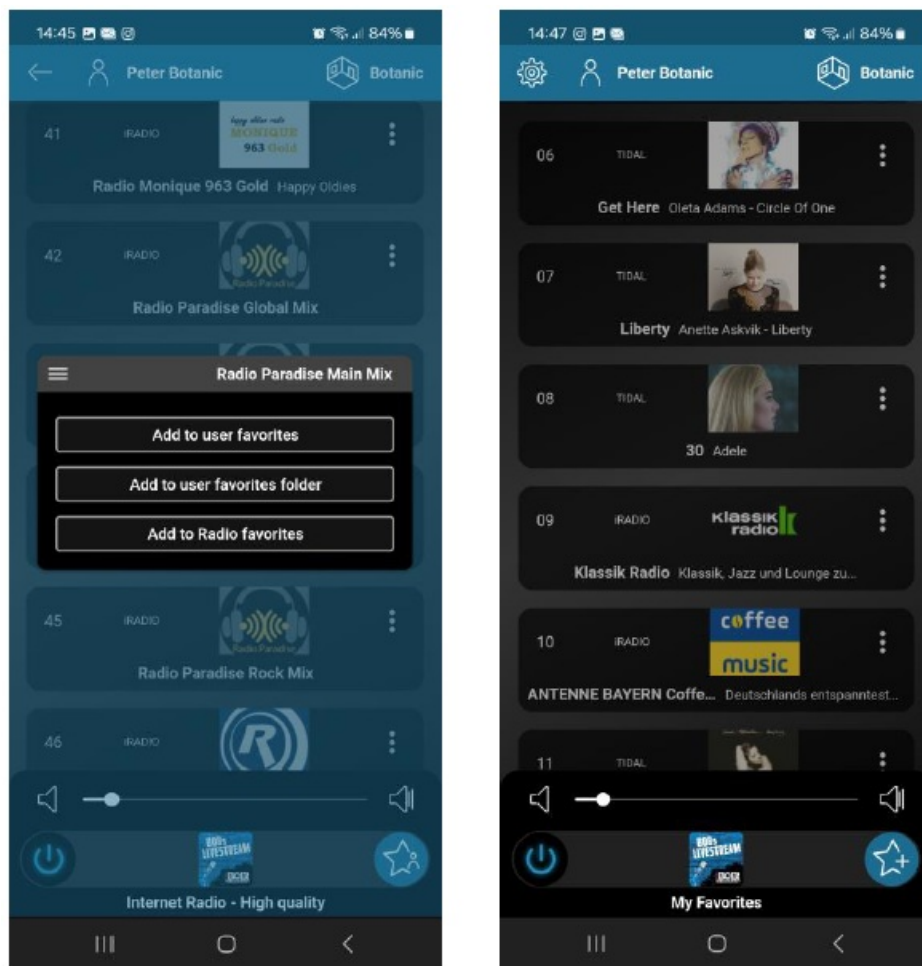 14:45
84%
Peter Botanic
Botanic
41
iRADIO
happy oldies radio
MONIQUE
963 Gold
Radio Monique 963 Gold Happy Oldies
42
iRADIO
Radio Paradise
Radio Paradise Global Mix
Radio Paradise Main Mix
Add to user favorites
Add to user favorites folder
Add to Radio favorites
45
iRADIO
Radio Paradise
Radio Paradise Rock Mix
46
iRADIO
R
LIVESTREAM
Internet Radio - High quality
14:47
84%
Peter Botanic
Botanic
06
TIDAL
Get Here Oleta Adams - Circle Of One
07
TIDAL
Liberty Anette Askvik - Liberty
08
TIDAL
30 Adele
09
iRADIO
Klassik
radio
Klassik Radio Klassik, Jazz und Lounge zu...
10
iRADIO
coffee
music
ANTENNE BAYERN Coffe... Deutschlands entspanntest...
11
TIDAL
LIVESTREAM
My Favorites